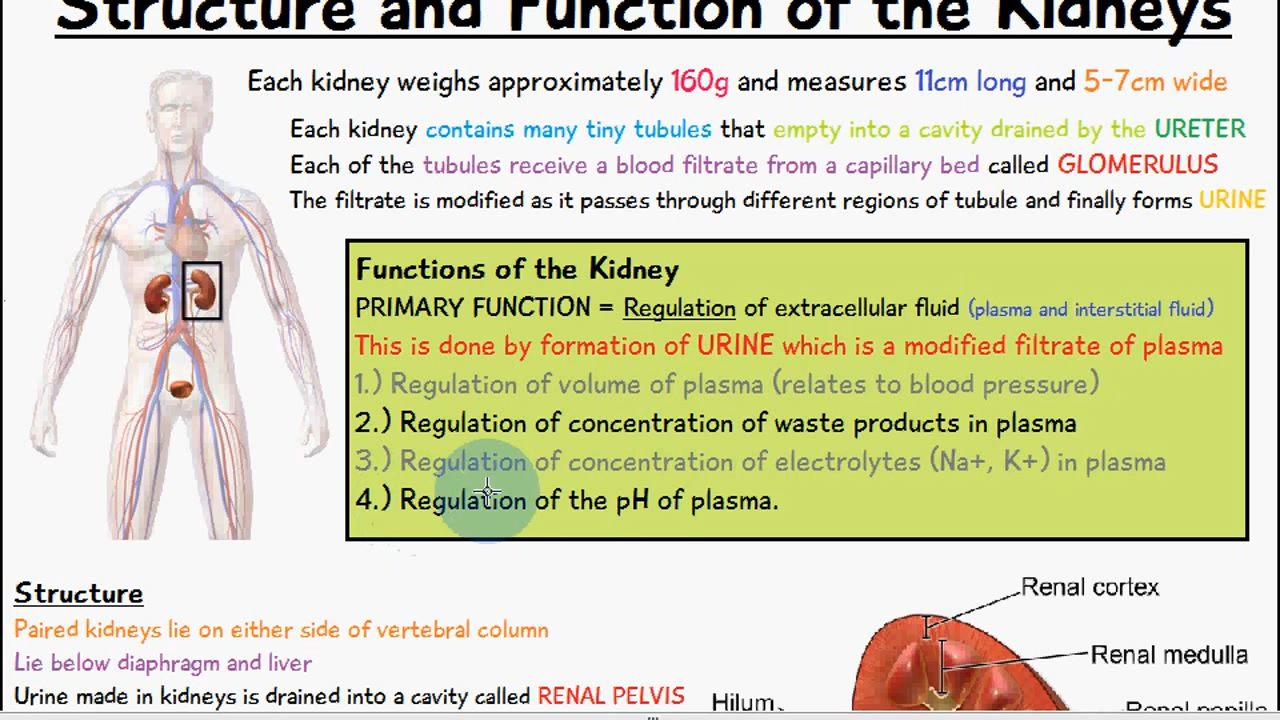 Structure and Function of the Kidneys
Each kidney weighs approximately 160g and measures 11cm long and 5-7cm wide
Each kidney contains many tiny tubules that empty into a cavity drained by the URETER
Each of the tubules receive a blood filtrate from a capillary bed called GLOMERULUS
The filtrate is modified as it passes through different regions of tubule and finally forms URINE
Functions of the Kidney
PRIMARY FUNCTION = Regulation of extracellular fluid (plasma and interstitial fluid)
This is done by formation of URINE which is a modified filtrate of plasma
1.) Regulation of volume of plasma (relates to blood pressure)
2.) Regulation of concentration of waste products in plasma
3.) Regulation of concentration of electrolytes (Na+, K+) in plasma
4.) Regulation of the pH of plasma.
Structure
Paired kidneys lie on either side of vertebral column
Lie below diaphragm and liver
Urine made in kidneys is drained into a cavity called RENAL PELVIS
Renal cortex
Renal medulla
Hilum
Renal papilla